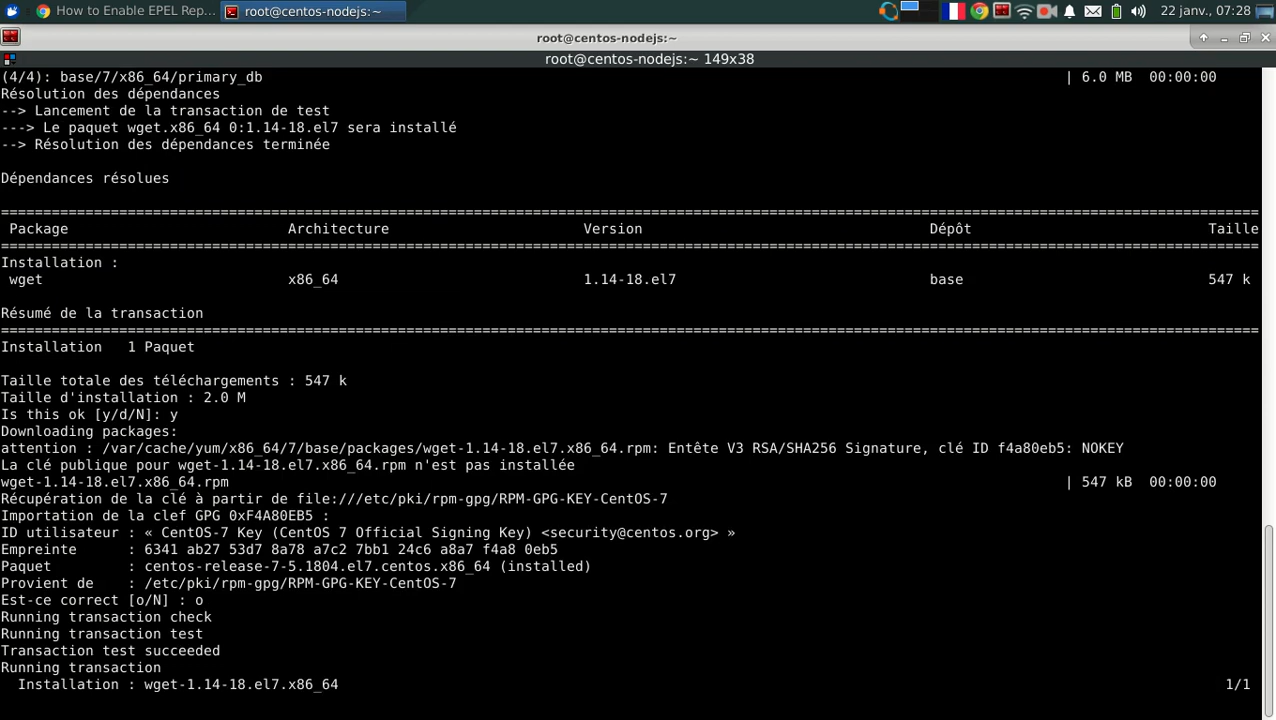 How to Enable EPEL Rep...
root@centos-nodejs:~
22 janv., 07:28
root@centos-nodejs:~
root@centos-nodejs:~ 149x38
(4/4): base/7/x86_64/primary_db | 6.0 MB 00:00:00
Résolution des dépendances
--> Lancement de la transaction de test
---> Le paquet wget.x86_64 0:1.14-18.el7 sera installé
--> Résolution des dépendances terminée
Dépendances résolues
================================================================================
Package Architecture Version Dépôt Taille
================================================================================
Installation :
wget x86_64 1.14-18.el7 base 547 k
Résumé de la transaction
================================================================================
Installation 1 Paquet
Taille totale des téléchargements : 547 k
Taille d'installation : 2.0 M
Is this ok [y/d/N]: y
Downloading packages:
attention : /var/cache/yum/x86_64/7/base/packages/wget-1.14-18.el7.x86_64.rpm: Entête V3 RSA/SHA256 Signature, clé ID f4a80eb5: NOKEY
La clé publique pour wget-1.14-18.el7.x86_64.rpm n'est pas installée
wget-1.14-18.el7.x86_64.rpm | 547 kB 00:00:00
Récupération de la clé à partir de file:///etc/pki/rpm-gpg/RPM-GPG-KEY-CentOS-7
Importation de la clef GPG 0xF4A80EB5 :
ID utilisateur : « CentOS-7 Key (CentOS 7 Official Signing Key) <security@centos.org> »
Empreinte : 6341 ab27 53d7 8a78 a7c2 7bb1 24c6 a8a7 f4a8 0eb5
Paquet : centos-release-7-5.1804.el7.centos.x86_64 (installed)
Provient de : /etc/pki/rpm-gpg/RPM-GPG-KEY-CentOS-7
Est-ce correct [o/N] : o
Running transaction check
Running transaction test
Transaction test succeeded
Running transaction
Installation : wget-1.14-18.el7.x86_64 1/1